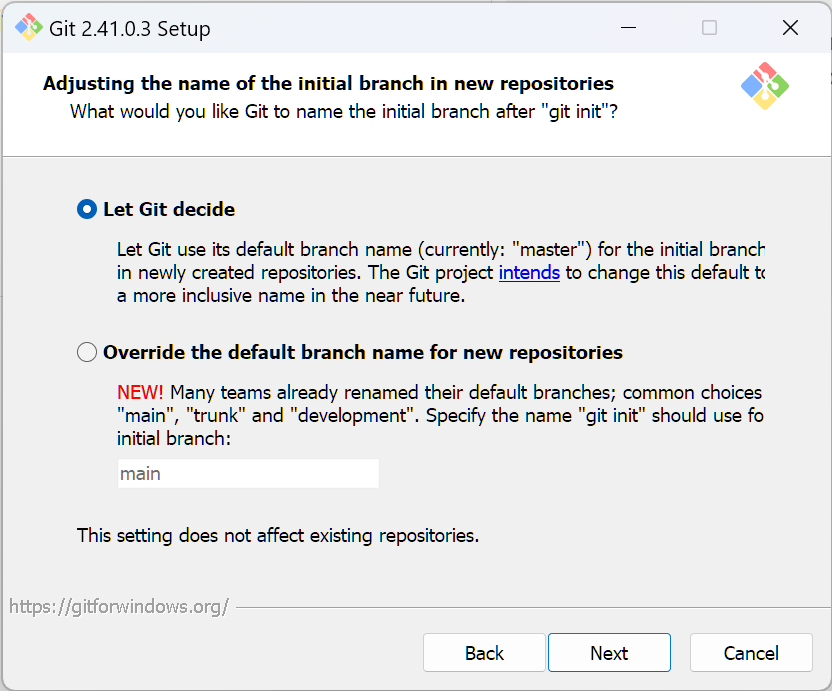 Git 2.41.0.3 Setup
Adjusting the name of the initial branch in new repositories
What would you like Git to name the initial branch after "git init"?
Let Git decide
Let Git use its default branch name (currently: "master") for the initial branch
in newly created repositories. The Git project intends to change this default to
a more inclusive name in the near future.
Override the default branch name for new repositories
NEW! Many teams already renamed their default branches; common choices
"main", "trunk" and "development". Specify the name "git init" should use fo
initial branch:
main
This setting does not affect existing repositories.
https://gitforwindows.org/
Back Next Cancel